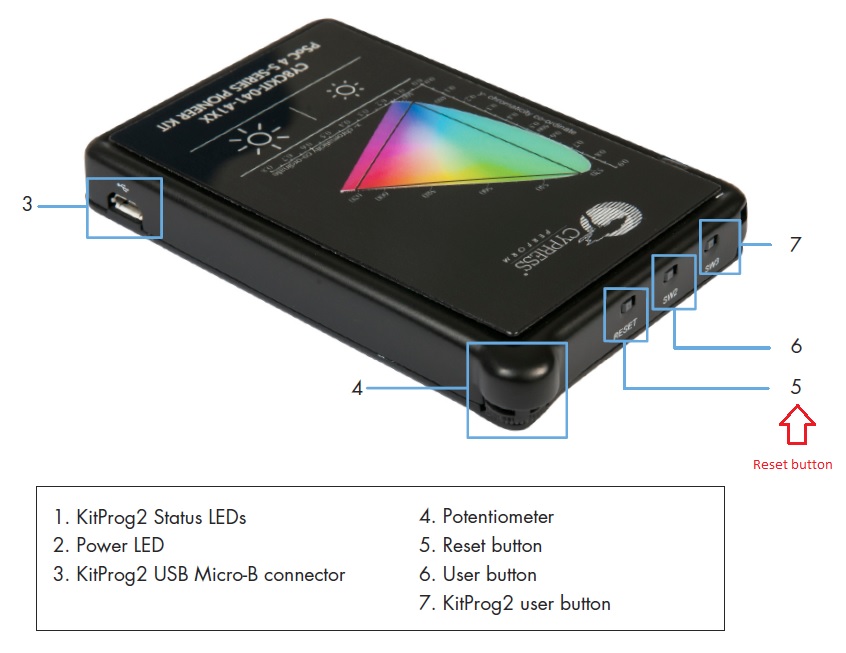 PSoC 4 S-SERIES PIONEER KIT
CY8CKIT-041-41XX
CYPRESS
PERFORM
3
RESET
SW2
SW3
7
6
4
5
Reset button
1. KitProg2 Status LEDs
2. Power LED
3. KitProg2 USB Micro-B connector
4. Potentiometer
5. Reset button
6. User button
7. KitProg2 user button